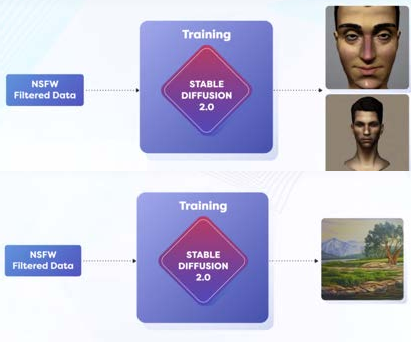 Training
NSFW
Filtered Data
STABLE
DIFFUSION
2.0
Training
NSFW
Filtered Data
STABLE
DIFFUSION
2.0